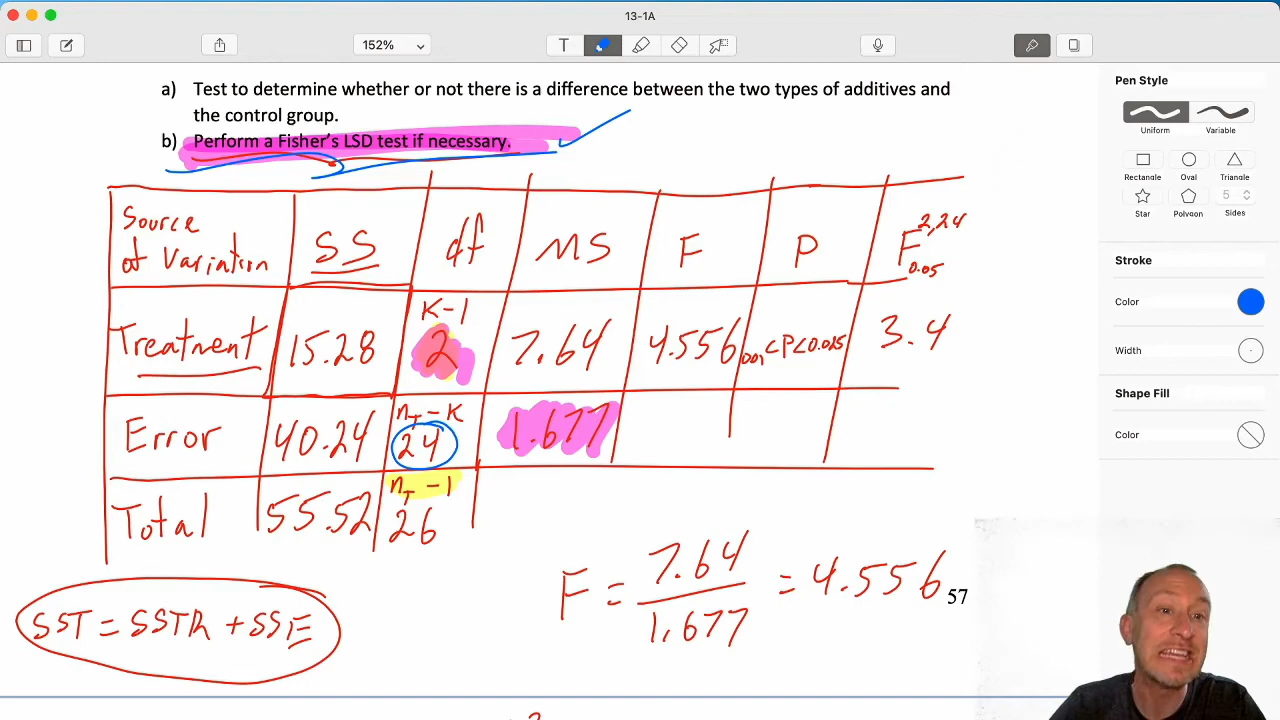 13-1A
152%
T
a) Test to determine whether or not there is a difference between the two types of additives and
the control group.
b) Perform a Fisher's LSD test if necessary.
Source
of Variation
SS
df
MS
F
P
F 2,24
0.05
Treatment
15.28
K-1
2
7.64
4.556
0.01<P<0.025
3.4
Error
40.24
nT-K
24
1.677
Total
55.52
nT-1
26
SST = SSTR + SSE
F = 7.64 / 1.677 = 4.556
57
Pen Style
Uniform
Variable
Rectangle
Oval
Triangle
Star
Polygon
5
Sides
Stroke
Color
Width
Shape Fill
Color